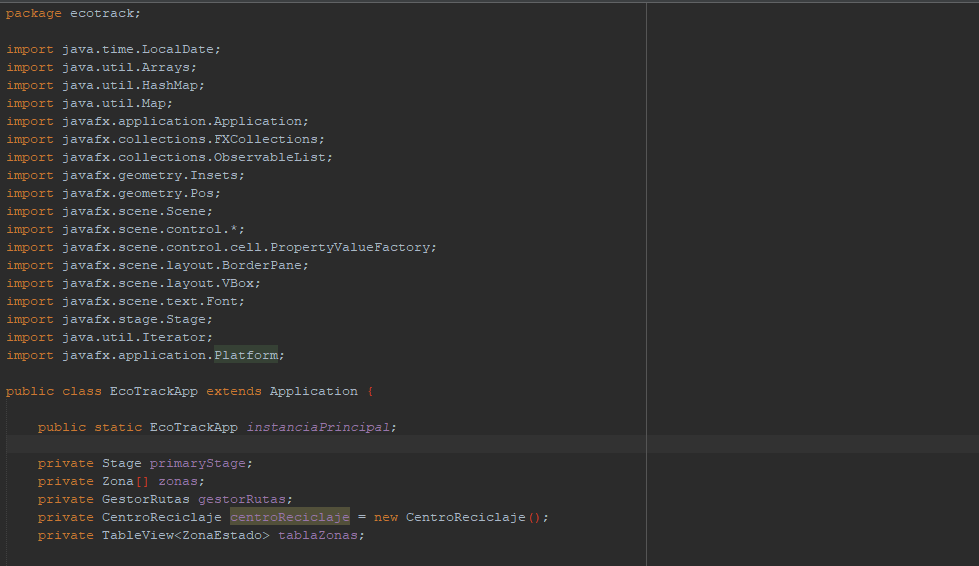 package ecotrack;
import java.time.LocalDate;
import java.util.Arrays;
import java.util.HashMap;
import java.util.Map;
import javafx.application.Application;
import javafx.collections.FXCollections;
import javafx.collections.ObservableList;
import javafx.geometry.Insets;
import javafx.geometry.Pos;
import javafx.scene.Scene;
import javafx.scene.control.*;
import javafx.scene.control.cell.PropertyValueFactory;
import javafx.scene.layout.BorderPane;
import javafx.scene.layout.VBox;
import javafx.scene.text.Font;
import javafx.stage.Stage;
import java.util.Iterator;
import javafx.application.Platform;
public class EcoTrackApp extends Application {
public static EcoTrackApp instanciaPrincipal;
private Stage primaryStage;
private Zona[] zonas;
private GestorRutas gestorRutas;
private CentroReciclaje centroReciclaje = new CentroReciclaje();
private TableView<ZonaEstado> tablaZonas;